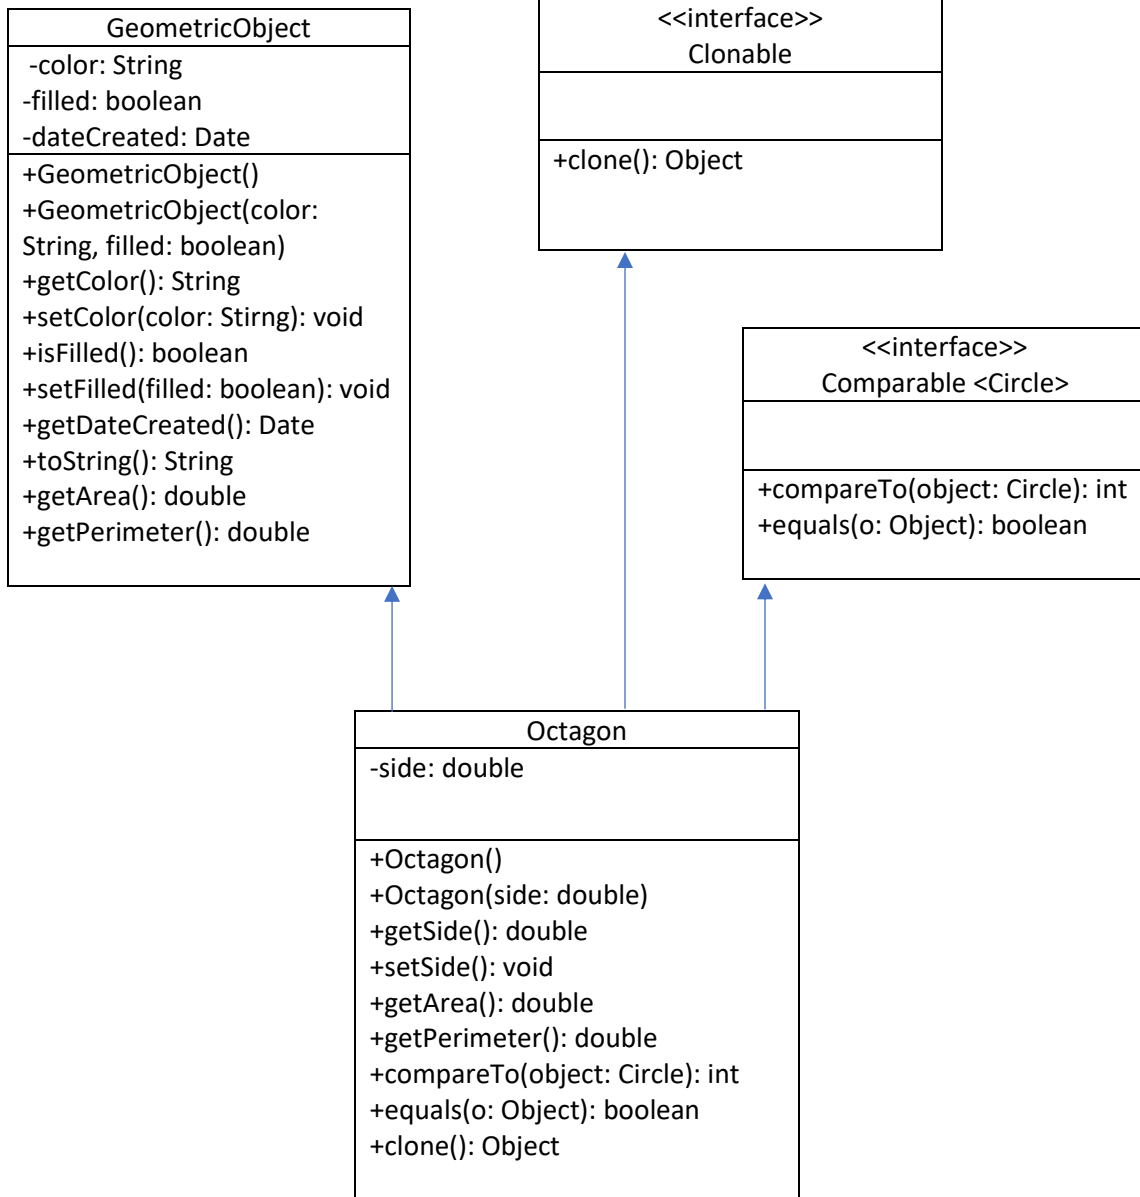 GeometricObject
-color: String
-filled: boolean
-dateCreated: Date
+GeometricObject()
+GeometricObject(color:
String, filled: boolean)
+getColor(): String
+setColor(color: Stirng): void
+isFilled(): boolean
+setFilled(filled: boolean): void
+getDateCreated(): Date
+toString(): String
+getArea(): double
+getPerimeter(): double
<<interface>>
Clonable
+clone(): Object
<<interface>>
Comparable <Circle>
+compareTo(object: Circle): int
+equals(o: Object): boolean
Octagon
-side: double
+Octagon()
+Octagon(side: double)
+getSide(): double
+setSide(): void
+getArea(): double
+getPerimeter(): double
+compareTo(object: Circle): int
+equals(o: Object): boolean
+clone(): Object